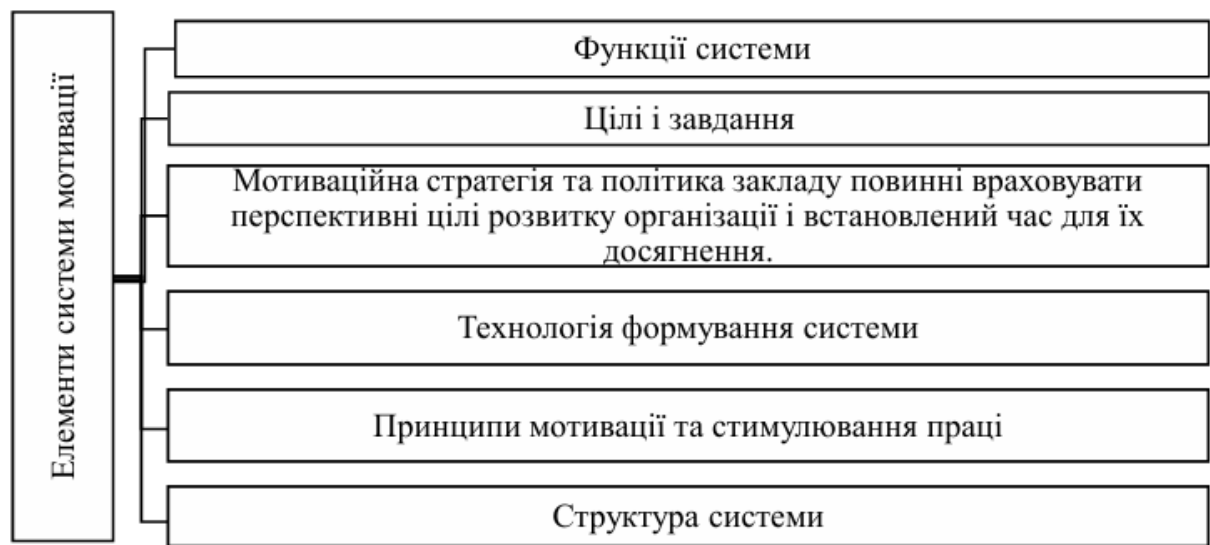 Елементи системи мотивації
Функції системи
Цілі і завдання
Мотиваційна стратегія та політика закладу повинні враховувати
перспективні цілі розвитку організації і встановлений час для їх
досягнення.
Технологія формування системи
Принципи мотивації та стимулювання праці
Структура системи